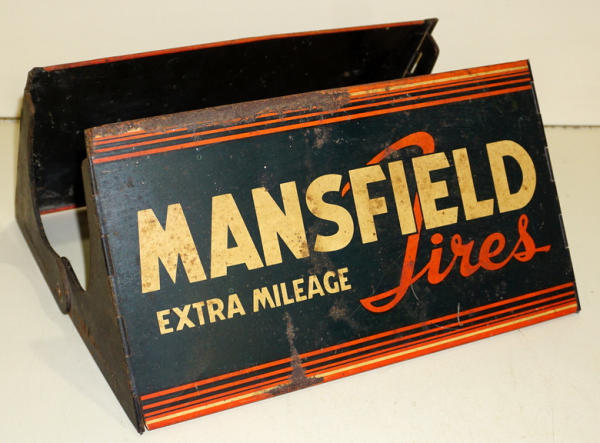 MANSFIELD
Tires
EXTRA MILEAGE